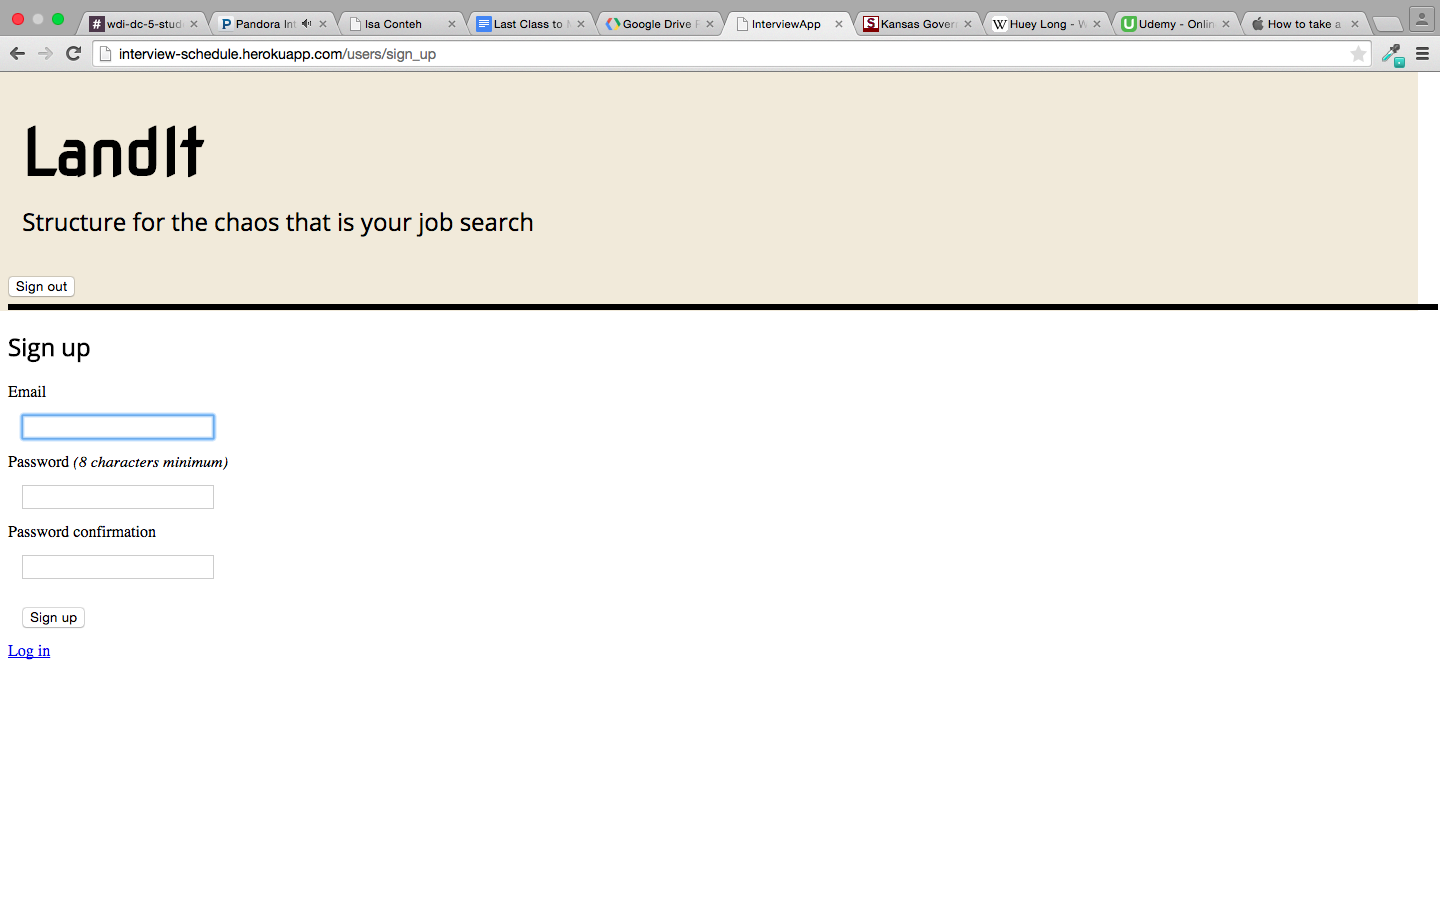 wdi-dc-5-stud
Pandora Int
Isa Conteh
Last Class to
Google Drive
InterviewApp
Kansas Gover
Huey Long - W
Udemy - Onlin
How to take a
interview-schedule.herokuapp.com/users/sign_up
LandIt
Structure for the chaos that is your job search
Sign out
Sign up
Email
Password (8 characters minimum)
Password confirmation
Sign up
Log in